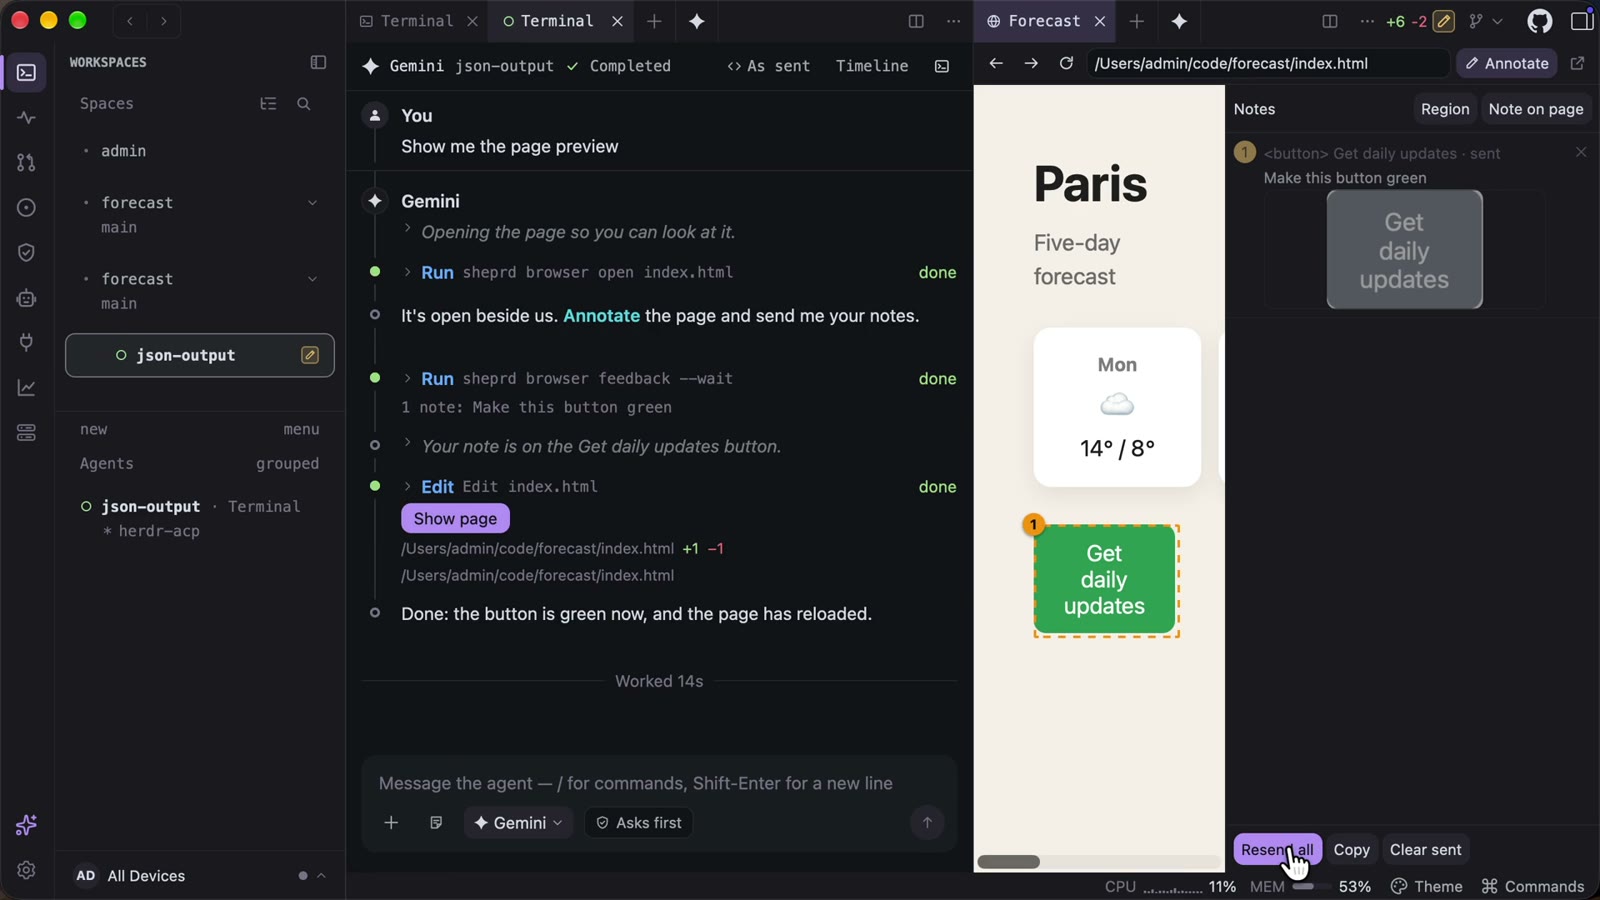 Terminal
Terminal
Forecast
+6 -2
WORKSPACES
Gemini json-output ✓ Completed
<> As sent
Timeline
/Users/admin/code/forecast/index.html
Annotate
Spaces
admin
forecast
main
forecast
main
json-output
new
menu
Agents
grouped
json-output · Terminal
* herdr-acp
AD All Devices
You
Show me the page preview
Gemini
Opening the page so you can look at it.
Run sheprd browser open index.html
done
It's open beside us. Annotate the page and send me your notes.
Run sheprd browser feedback --wait
done
1 note: Make this button green
Your note is on the Get daily updates button.
Edit Edit index.html
done
Show page
/Users/admin/code/forecast/index.html +1 −1
/Users/admin/code/forecast/index.html
Done: the button is green now, and the page has reloaded.
Worked 14s
Message the agent — / for commands, Shift-Enter for a new line
Gemini
Asks first
Paris
Five-day
forecast
Mon
14° / 8°
1
Get
daily
updates
Notes
Region
Note on page
1 <button> Get daily updates · sent
Make this button green
Get
daily
updates
Resend all
Copy
Clear sent
CPU 11%
MEM 53%
Theme
⌘ Commands